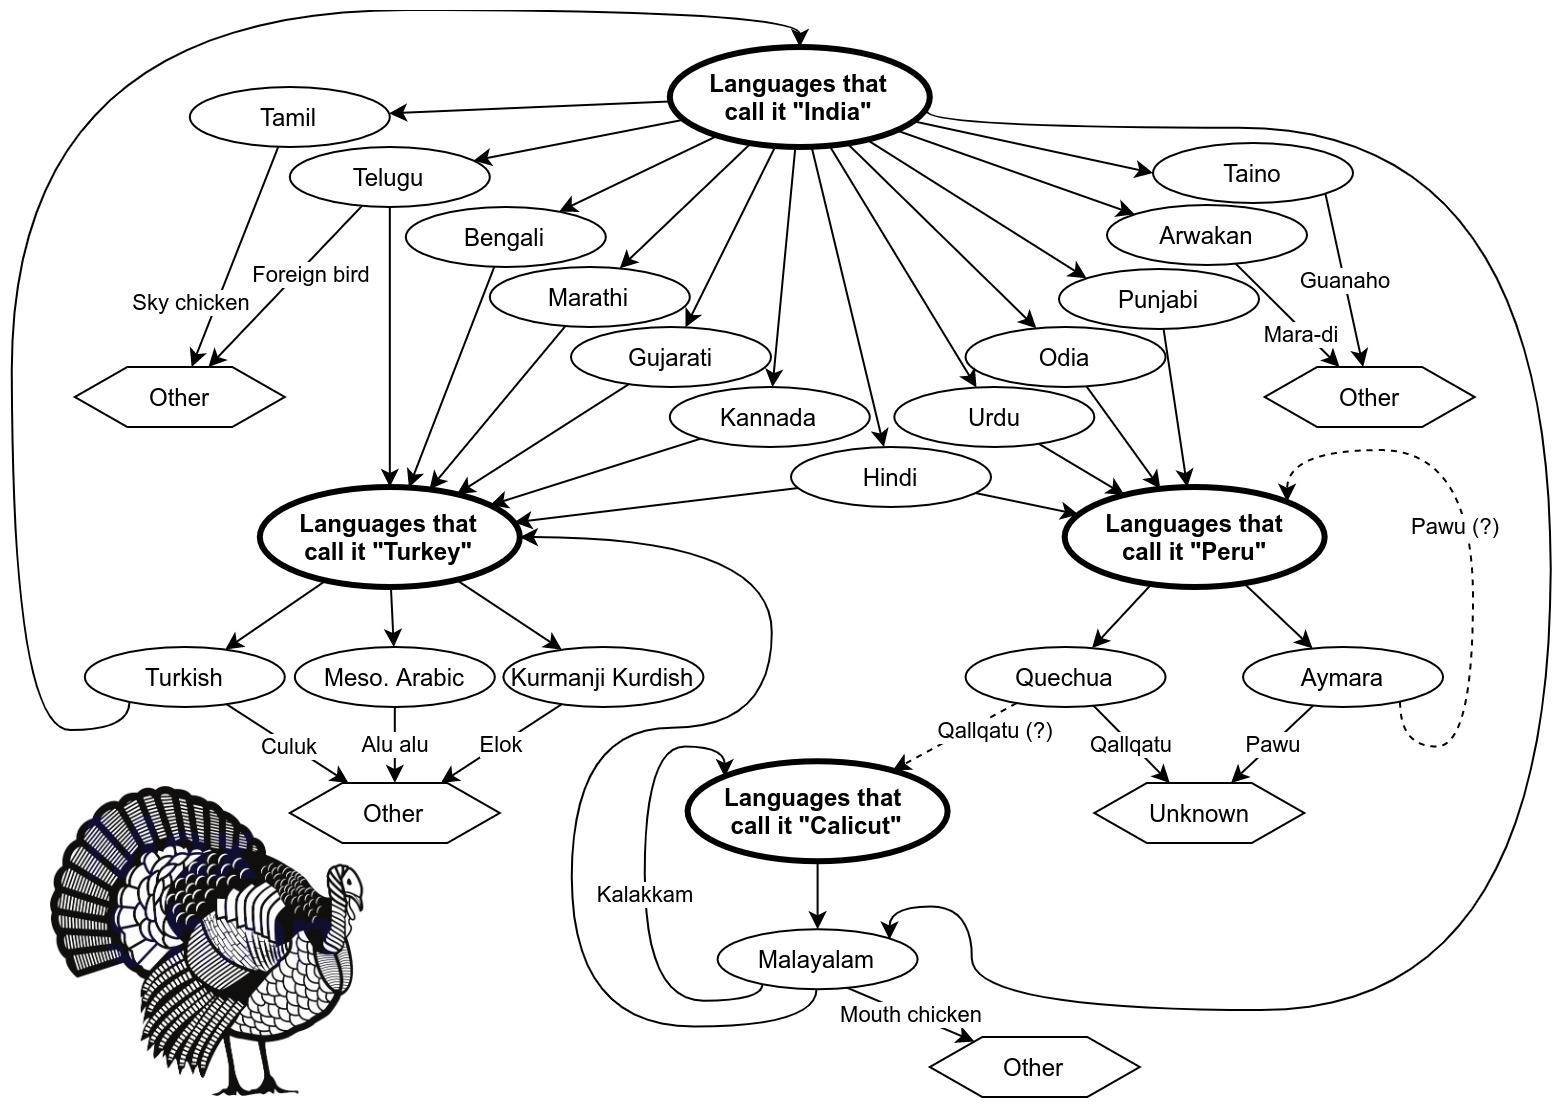 Languages that
call it "India"
Tamil
Telugu
Taino
Bengali
Arwakan
Foreign bird
Guanaho
Sky chicken
Marathi
Punjabi
Mara-di
Gujarati
Odia
Other
Kannada
Urdu
Other
Hindi
Languages that
call it "Turkey"
Languages that
call it "Peru"
Pawu (?)
Turkish
Meso. Arabic
Kurmanji Kurdish
Quechua
Aymara
Culuk
Alu alu
Elok
Qallqatu (?)
Qallqatu
Pawu
Other
Languages that
call it "Calicut"
Unknown
Kalakkam
Malayalam
Mouth chicken
Other